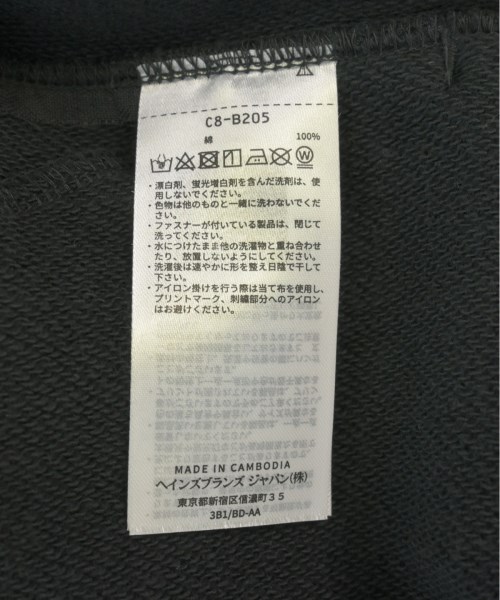 C8-B205
綿 100%
・漂白剤、蛍光増白剤を含んだ洗剤は、使
用しないでください。
・色物は他のものと一緒に洗わないでくだ
さい。
・ファスナーが付いている製品は、閉じて
洗ってください。
・水につけたまま他の洗濯物と重ね合わせ
たり、放置しないようにしてください。
・洗濯後は速やかに形を整え日陰で干して
下さい。
・アイロン掛けを行う際は当て布を使用し、
プリントマーク、刺繍部分へのアイロン
はお避けください。
MADE IN CAMBODIA
ヘインズブランズ ジャパン(株)
東京都新宿区信濃町35
3B1/BD-AA